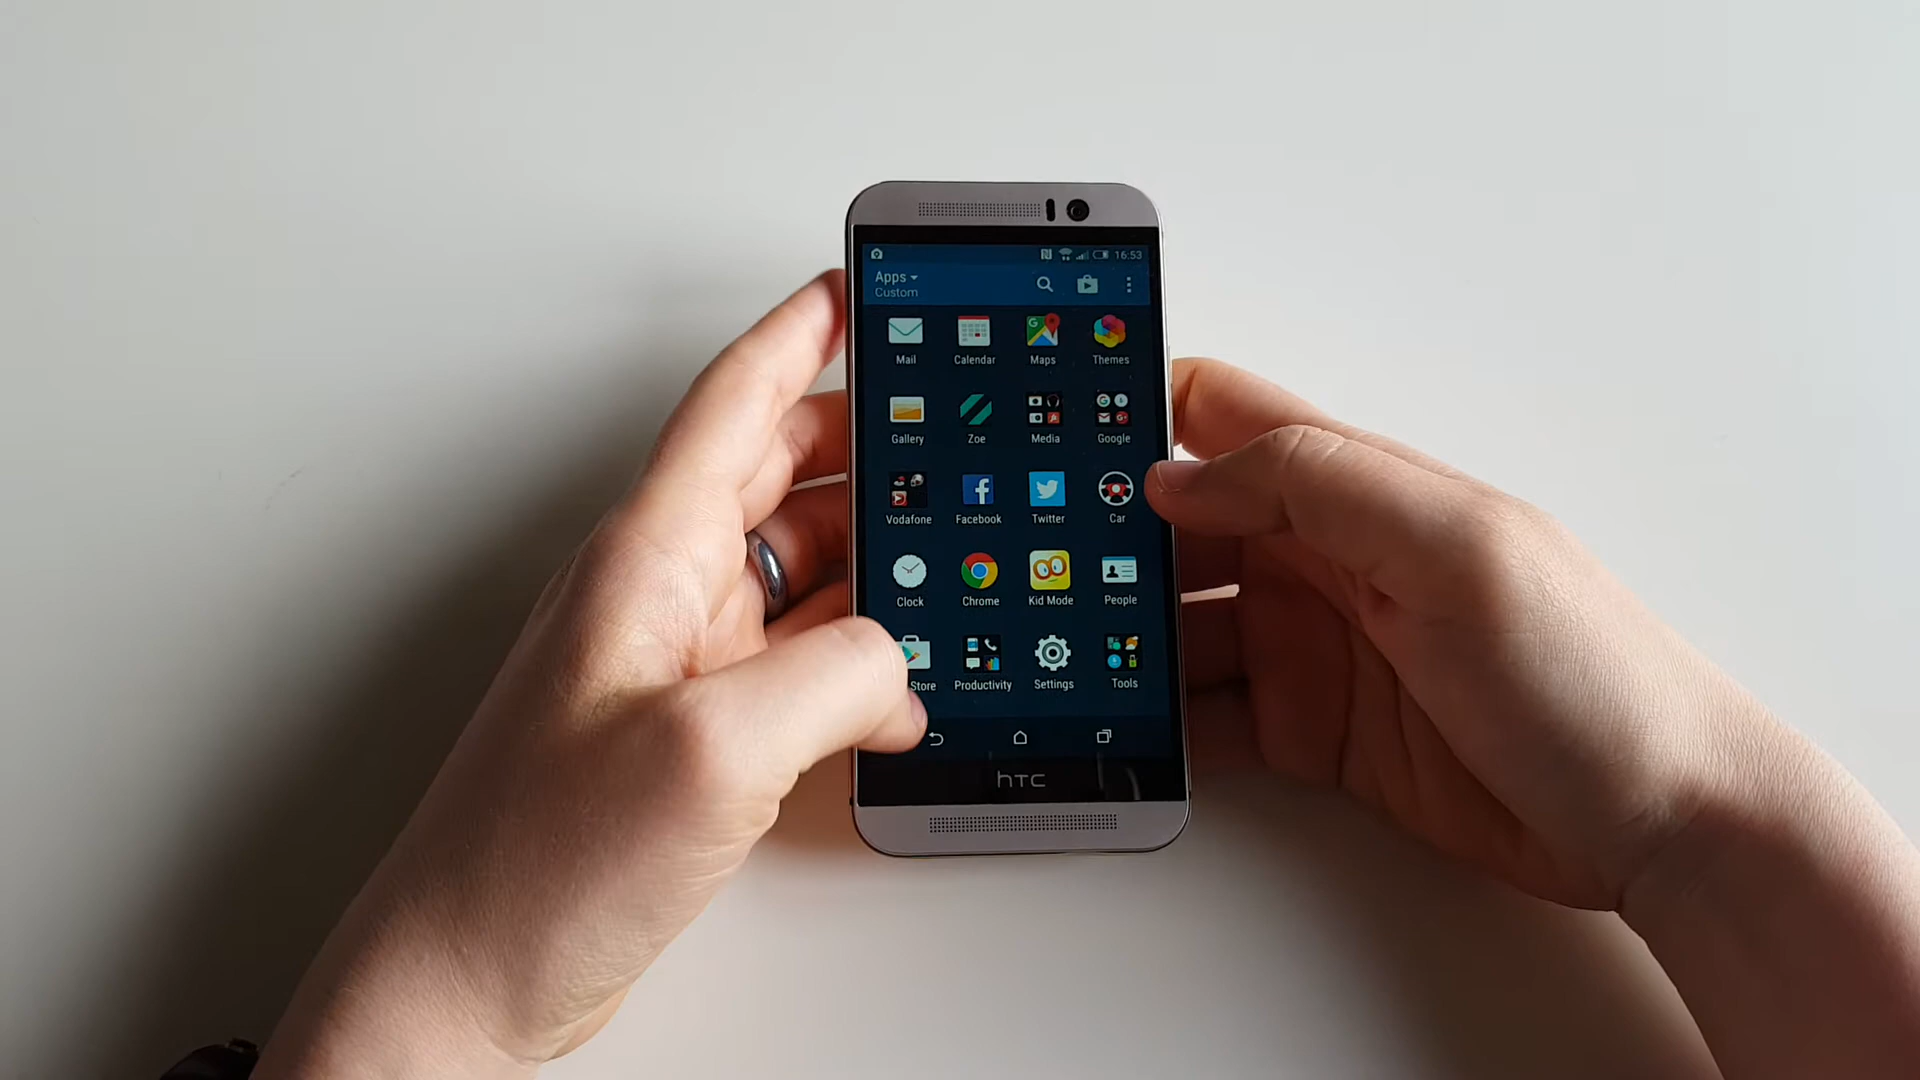 16:53
Apps
Custom
Mail Calendar Maps Themes
Gallery Zoe Media Google
Vodafone Facebook Twitter Car
Clock Chrome Kid Mode People
Store Productivity Settings Tools
hTC